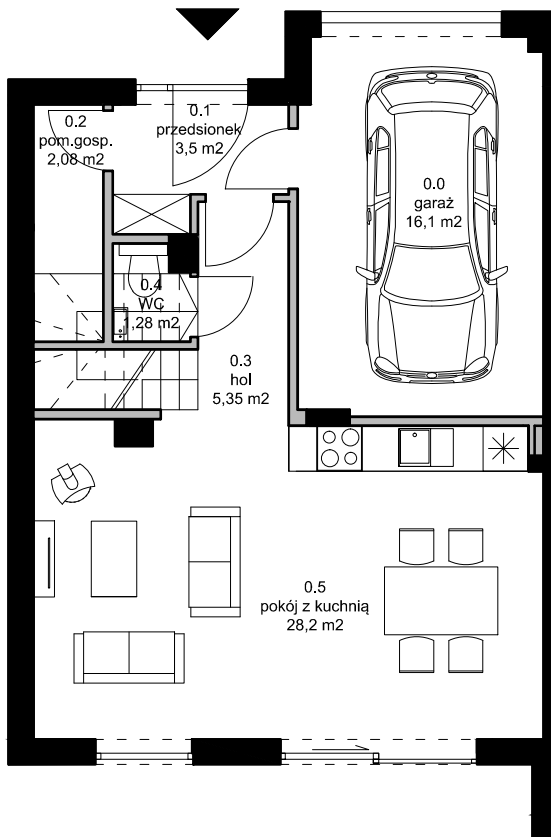 0.1
przedsionek
3,5 m2
0.2
pom.gosp.
2,08 m2
0.0
garaż
16,1 m2
0.4
WC
1,28 m2
0.3
hol
5,35 m2
0.5
pokój z kuchnią
28,2 m2